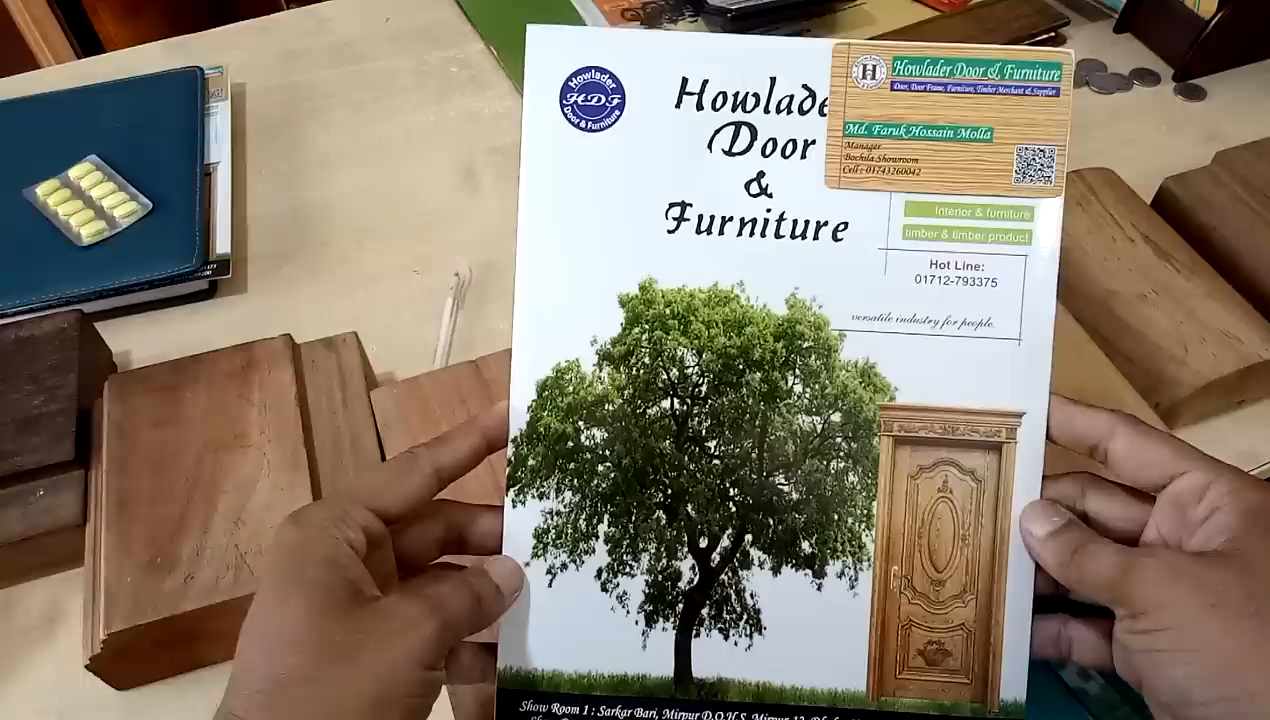 Howlader
HDF
Door & Furniture
Howlade
Door
&
Furniture
H
Howlader Door & Furniture
Door, Door Frame, Furniture, Timber Merchant & Supplier
Md. Faruk Hossain Molla
Manager
Bochila Showroom
Cell : 01743260042
Interior & furniture
timber & timber product
Hot Line:
01712-793375
versatile industry for people.
Show Room 1 : Sarkar Bari, Mirpur D.O.H.S, Mirpur 12,